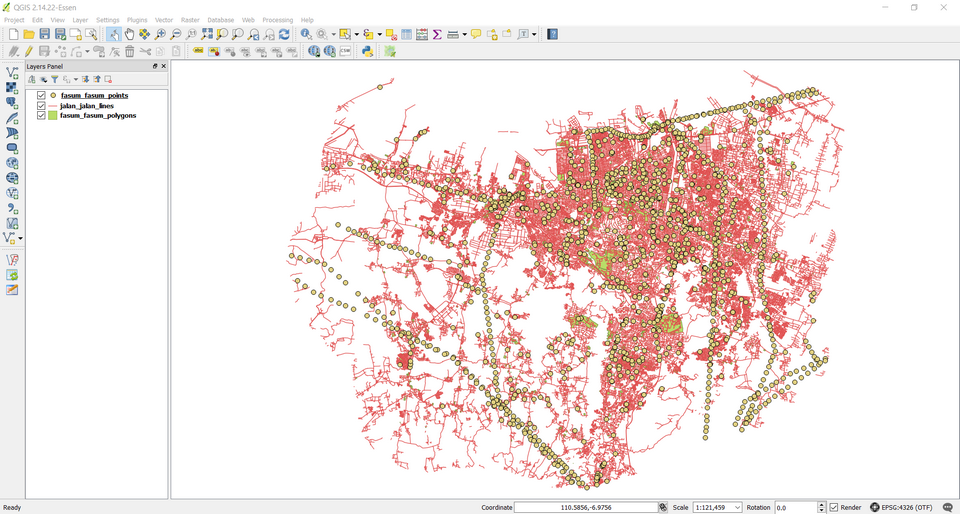 QGIS 2.14.22-Essen
Project Edit View Layer Settings Plugins Vector Raster Database Web Processing Help
Layers Panel
fasum_fasum_points
jalan_jalan_lines
fasum_fasum_polygons
Ready
Coordinate 110.5856,-6.9756 Scale 1:121,459 Rotation 0.0 Render EPSG:4326 (OTF)